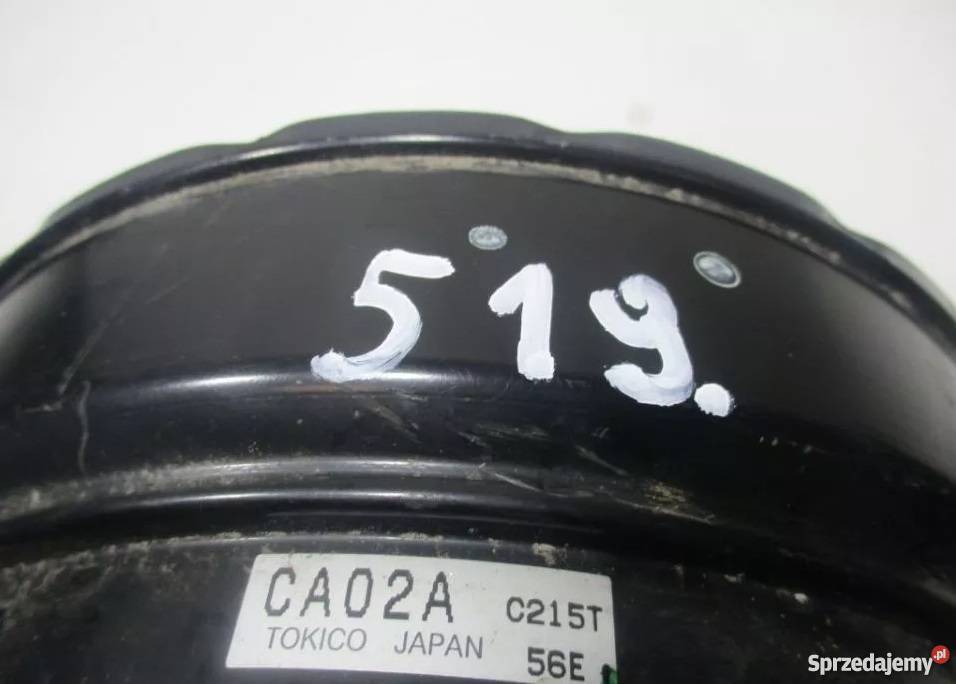 519.
CA02A C215T
TOKICO JAPAN 56E
Sprzedajemy.pl